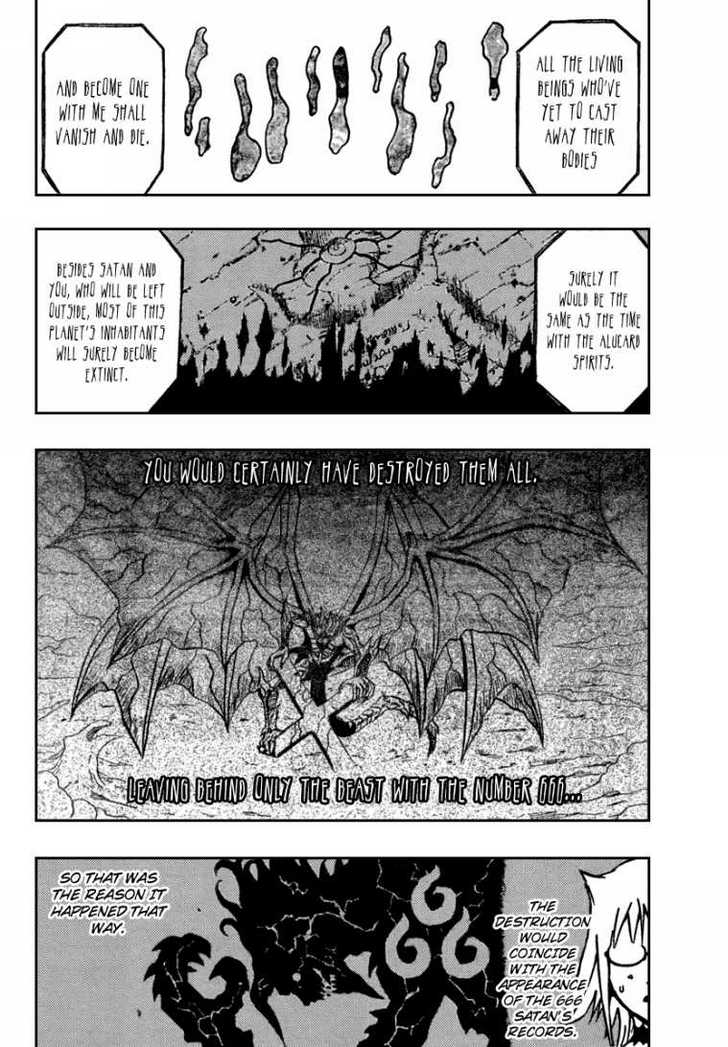 ALL THE LIVING
BEINGS WHO'VE
YET TO CAST
AWAY THEIR
BODIES
AND BECOME ONE
WITH ME SHALL
VANISH AND DIE.
SURELY IT
WOULD BE THE
SAME AS THE TIME
WITH THE ALUCARD
SPIRITS.
BESIDES SATAN AND
YOU, WHO WILL BE LEFT
OUTSIDE, MOST OF THIS
PLANET'S INHABITANTS
WILL SURELY BECOME
EXTINCT.
YOU WOULD CERTAINLY HAVE DESTROYED THEM ALL.
LEAVING BEHIND ONLY THE BEAST WITH THE NUMBER 666...
THE
DESTRUCTION
WOULD
COINCIDE
WITH THE
APPEARANCE
OF THE 666
SATAN'S
RECORDS.
666
SO THAT WAS
THE REASON IT
HAPPENED THAT
WAY.